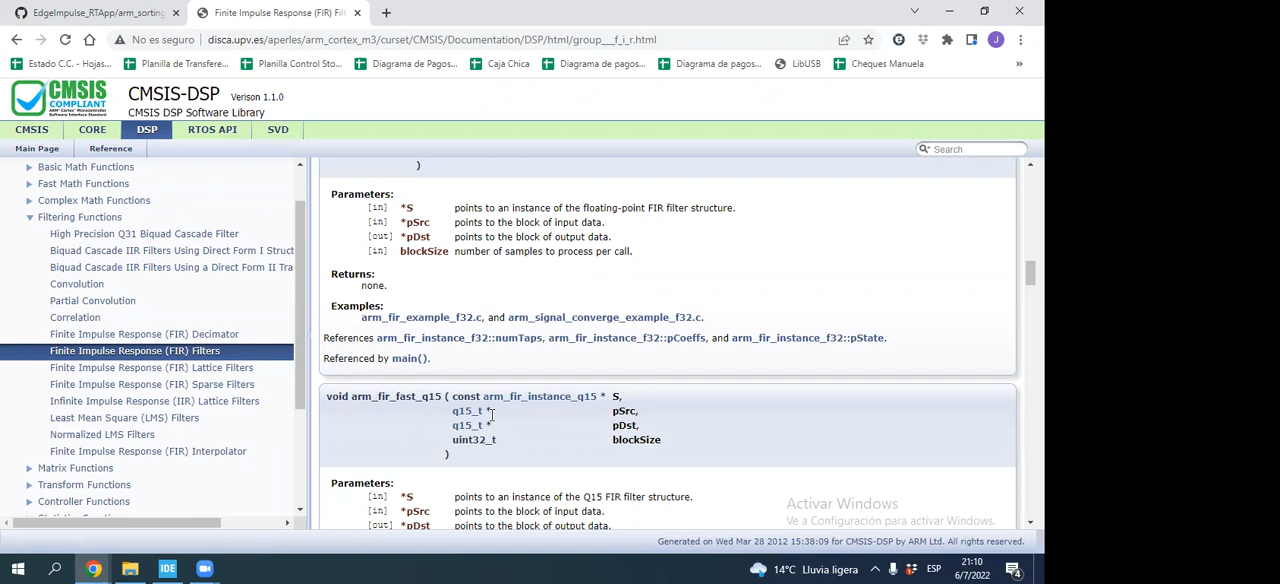 EdgeImpulse_RTApp/arm_sorting
Finite Impulse Response (FIR) Filt
No es seguro
disca.upv.es/aperles/arm_cortex_m3/curset/CMSIS/Documentation/DSP/html/group___f_i_r.html
J
Estado C.C. - Hojas...
Planilla de Transfere...
Planilla Control Sto...
Diagrama de Pagos...
Caja Chica
Diagrama de pagos...
Diagrama de pagos...
LibUSB
Cheques Manuela
»
CMSIS
COMPLIANT
CMSIS-DSP Verison 1.1.0
CMSIS DSP Software Library
CMSIS
CORE
DSP
RTOS API
SVD
Main Page
Reference
Search
Basic Math Functions
Fast Math Functions
Complex Math Functions
Filtering Functions
High Precision Q31 Biquad Cascade Filter
Biquad Cascade IIR Filters Using Direct Form I Struct
Biquad Cascade IIR Filters Using a Direct Form II Tra
Convolution
Partial Convolution
Correlation
Finite Impulse Response (FIR) Decimator
Finite Impulse Response (FIR) Filters
Finite Impulse Response (FIR) Lattice Filters
Finite Impulse Response (FIR) Sparse Filters
Infinite Impulse Response (IIR) Lattice Filters
Least Mean Square (LMS) Filters
Normalized LMS Filters
Finite Impulse Response (FIR) Interpolator
Matrix Functions
Transform Functions
Controller Functions
)
Parameters:
[in] *S points to an instance of the floating-point FIR filter structure.
[in] *pSrc points to the block of input data.
[out] *pDst points to the block of output data.
[in] blockSize number of samples to process per call.
Returns:
none.
Examples:
arm_fir_example_f32.c, and arm_signal_converge_example_f32.c.
References arm_fir_instance_f32::numTaps, arm_fir_instance_f32::pCoeffs, and arm_fir_instance_f32::pState.
Referenced by main().
void arm_fir_fast_q15 ( const arm_fir_instance_q15 * S,
q15_t * pSrc,
q15_t * pDst,
uint32_t blockSize
)
Parameters:
[in] *S points to an instance of the Q15 FIR filter structure.
[in] *pSrc points to the block of input data.
[out] *pDst points to the block of output data.
Activar Windows
Ve a Configuración para activar Windows.
Generated on Wed Mar 28 2012 15:38:09 for CMSIS-DSP by ARM Ltd. All rights reserved.
IDE
14°C Lluvia ligera
ESP
21:10
6/7/2022
4